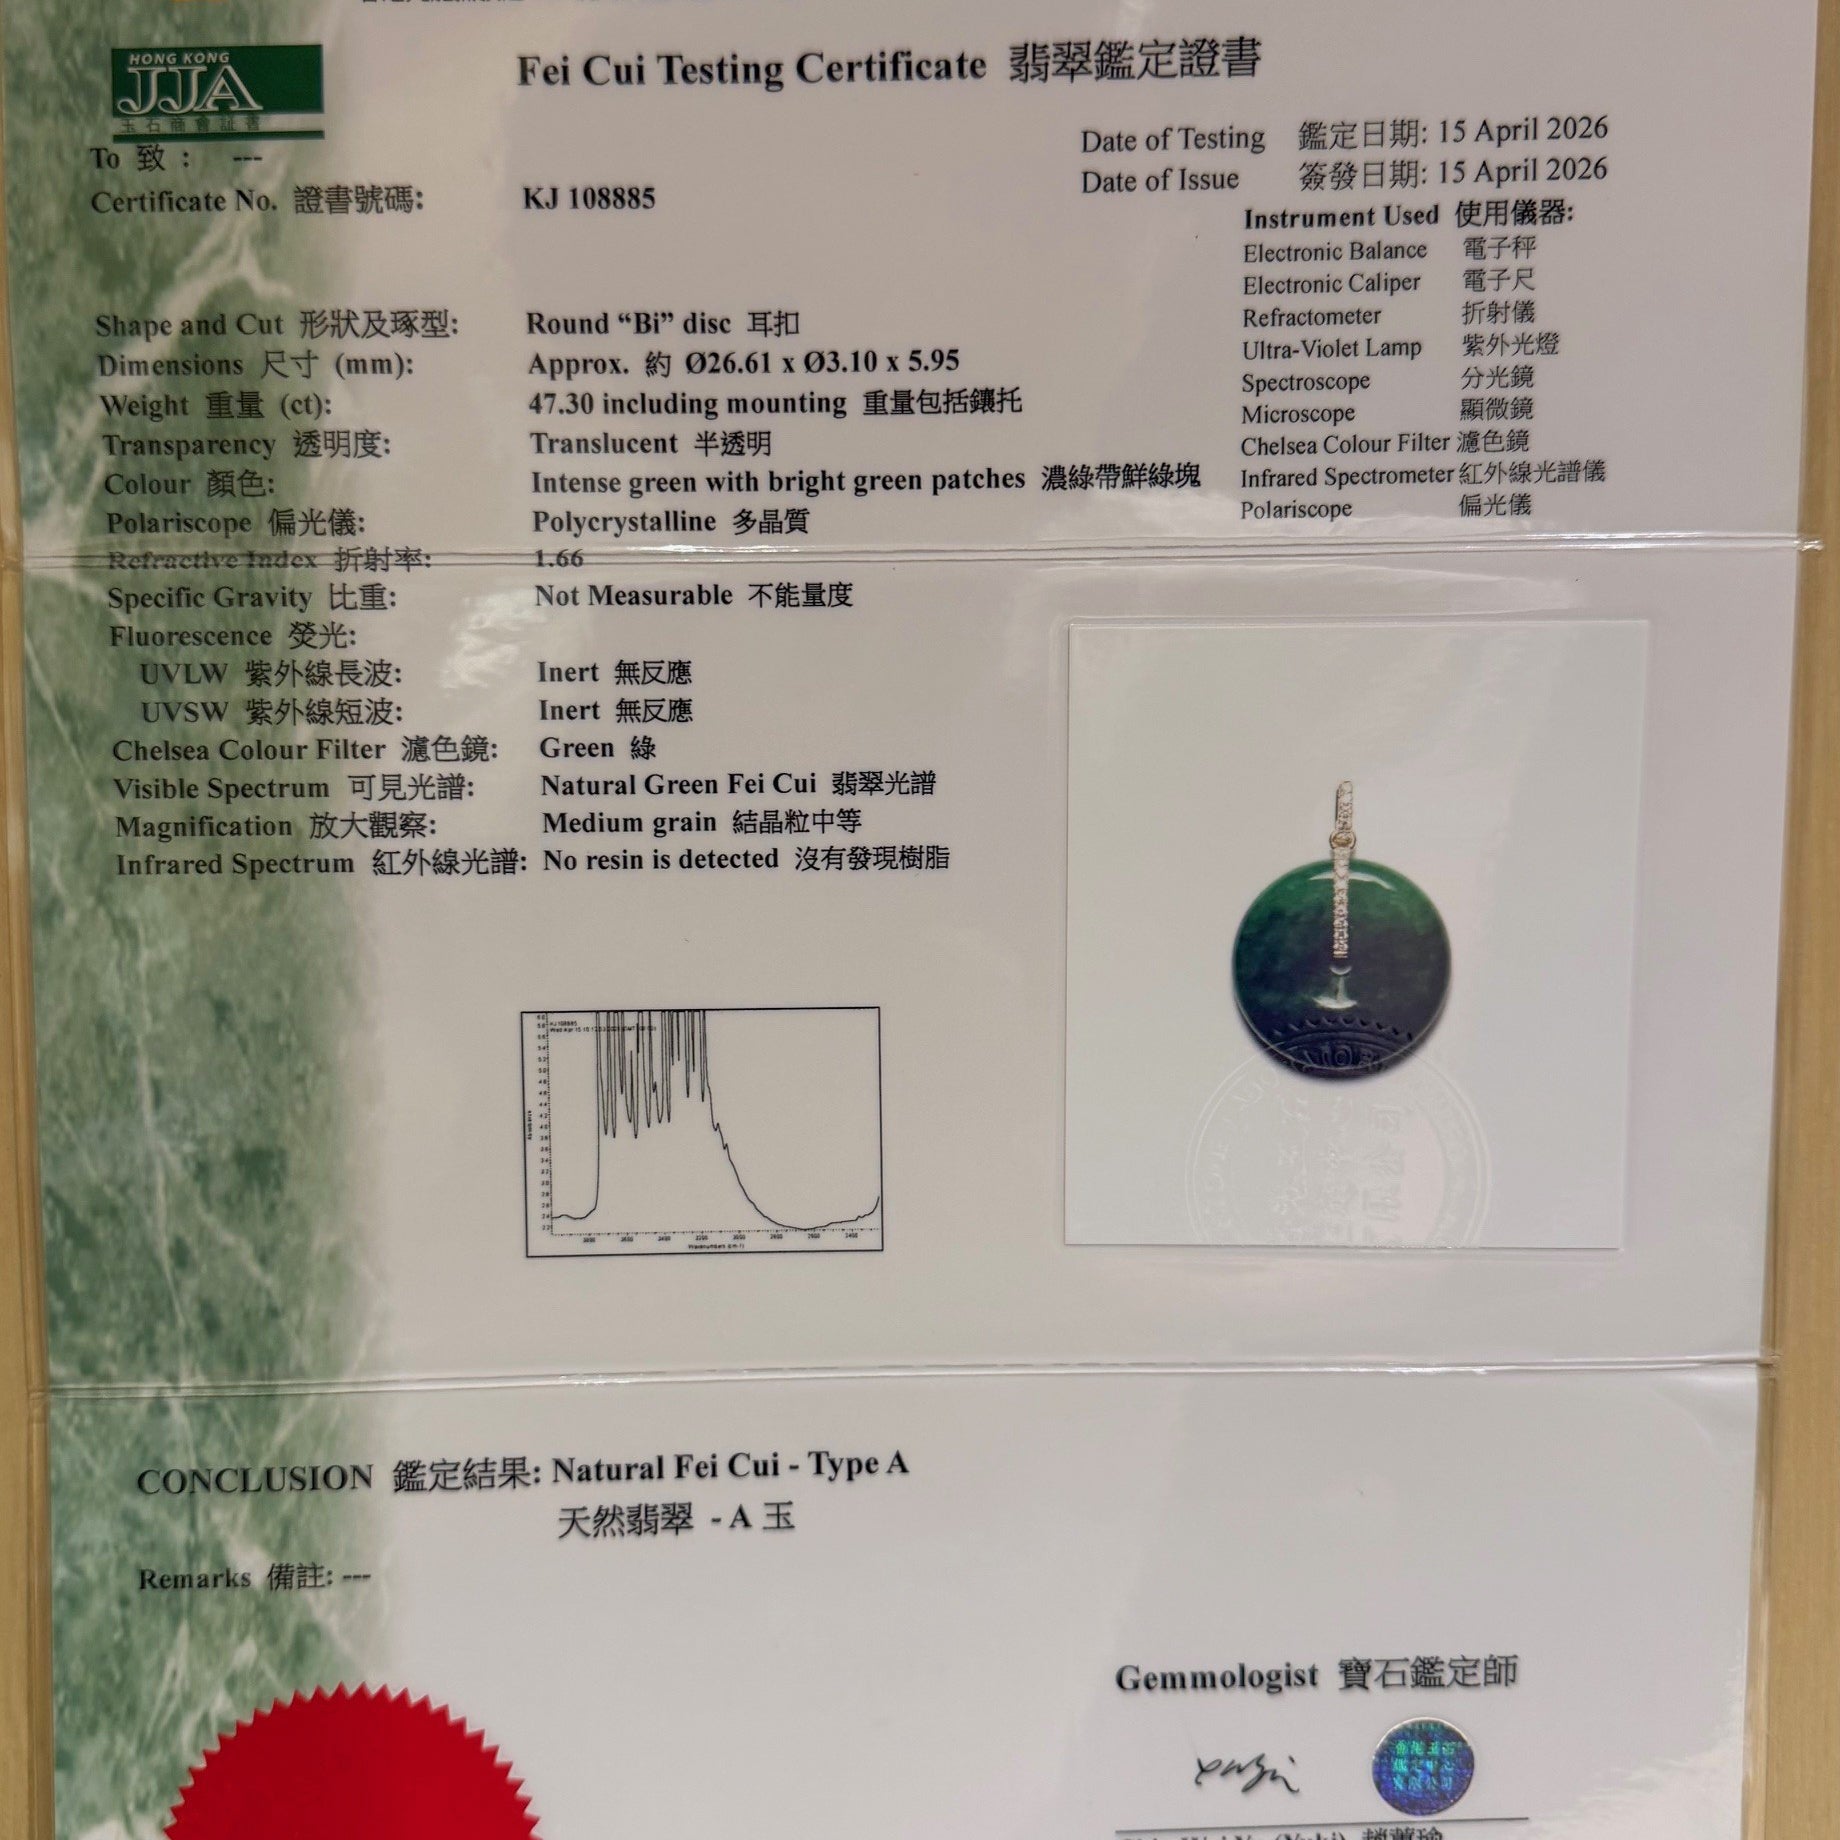 HONG KONG
JJA
玉石商會証書
Fei Cui Testing Certificate 翡翠鑑定證書
Date of Testing 鑑定日期: 15 April 2026
Date of Issue 簽發日期: 15 April 2026
To 致 : ---
Certificate No. 證書號碼: KJ 108885
Instrument Used 使用儀器:
Electronic Balance 電子秤
Electronic Caliper 電子尺
Refractometer 折射儀
Ultra-Violet Lamp 紫外光燈
Spectroscope 分光鏡
Microscope 顯微鏡
Chelsea Colour Filter 濾色鏡
Infrared Spectrometer 紅外線光譜儀
Polariscope 偏光儀
Shape and Cut 形狀及琢型: Round “Bi” disc 耳扣
Dimensions 尺寸 (mm): Approx. 約 Ø26.61 x Ø3.10 x 5.95
Weight 重量 (ct): 47.30 including mounting 重量包括鑲托
Transparency 透明度: Translucent 半透明
Colour 顏色: Intense green with bright green patches 濃綠帶鮮綠塊
Polariscope 偏光儀: Polycrystalline 多晶質
Refractive Index 折射率: 1.66
Specific Gravity 比重: Not Measurable 不能量度
Fluorescence 熒光:
UVLW 紫外線長波: Inert 無反應
UVSW 紫外線短波: Inert 無反應
Chelsea Colour Filter 濾色鏡: Green 綠
Visible Spectrum 可見光譜: Natural Green Fei Cui 翡翠光譜
Magnification 放大觀察: Medium grain 結晶粒中等
Infrared Spectrum 紅外線光譜: No resin is detected 沒有發現樹脂
KJ 108885
Wavenumbers (cm-1)
CONCLUSION 鑑定結果: Natural Fei Cui - Type A
天然翡翠 - A 玉
Remarks 備註: ---
Gemmologist 寶石鑑定師